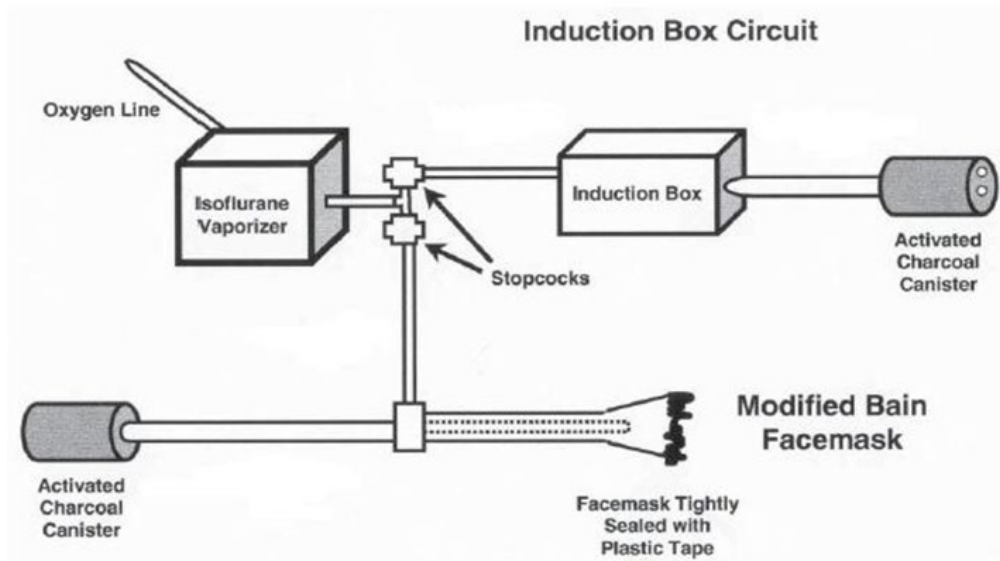 Induction Box Circuit
Oxygen Line
Isoflurane
Vaporizer
Induction Box
Activated
Charcoal
Canister
Stopcocks
Modified Bain
Facemask
Activated
Charcoal
Canister
Facemask Tightly
Sealed with
Plastic Tape